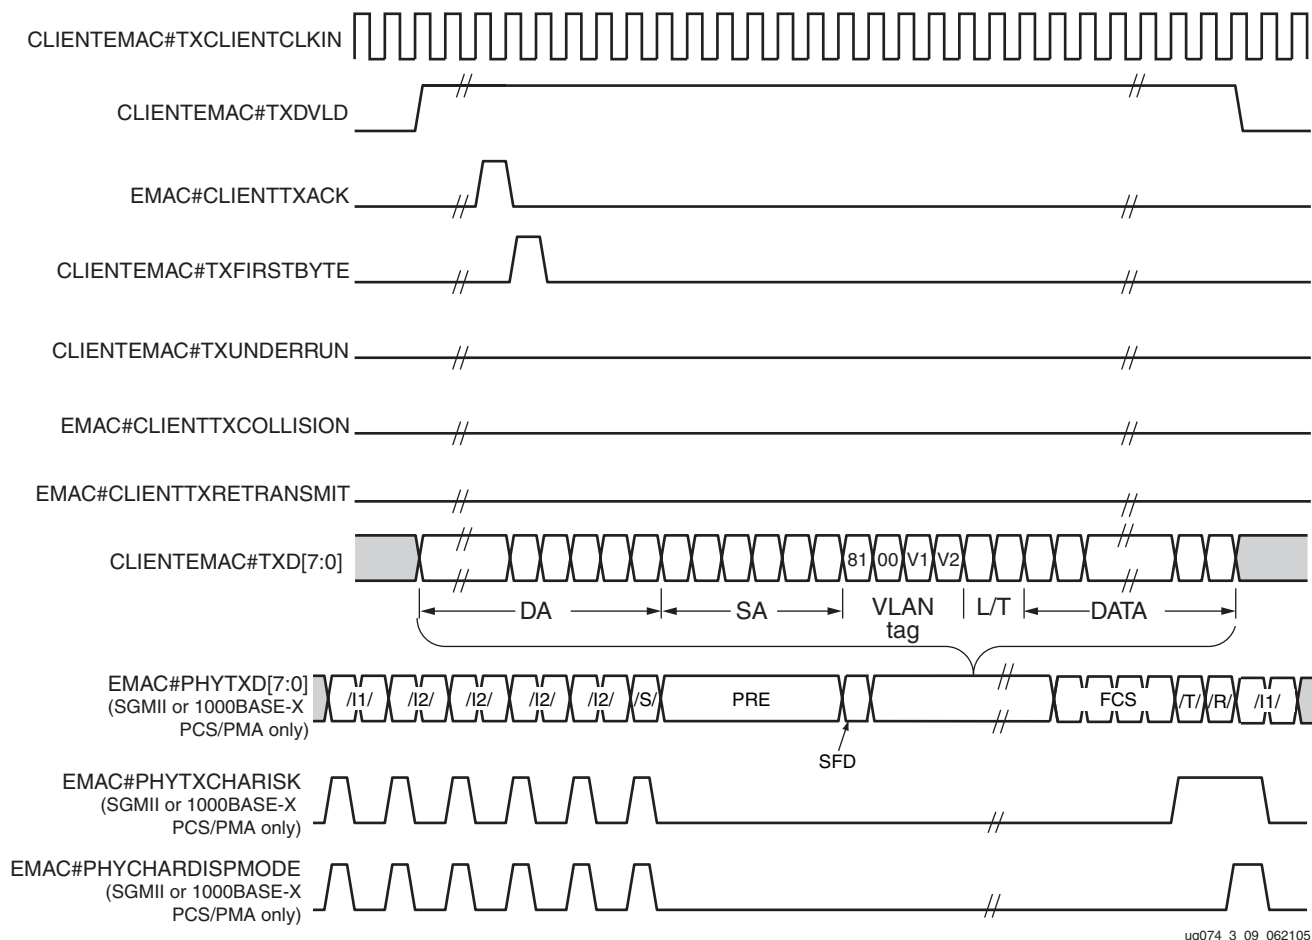 CLIENTEMAC#TXCLIENTCLKIN
CLIENTEMAC#TXDVLD
EMAC#CLIENTTXACK
CLIENTEMAC#TXFIRSTBYTE
CLIENTEMAC#TXUNDERRUN
EMAC#CLIENTTXCOLLISION
EMAC#CLIENTTXRETRANSMIT
CLIENTEMAC#TXD[7:0]
81 00 V1 V2
DA SA VLAN L/T DATA
tag
EMAC#PHYTXD[7:0]
(SGMII or 1000BASE-X
PCS/PMA only)
/I1/ /I2/ /I2/ /I2/ /I2/ /S/ PRE FCS /T/ /R/ /I1/
SFD
EMAC#PHYTXCHARISK
(SGMII or 1000BASE-X
PCS/PMA only)
EMAC#PHYCHARDISPMODE
(SGMII or 1000BASE-X
PCS/PMA only)
ug074_3_09_062105